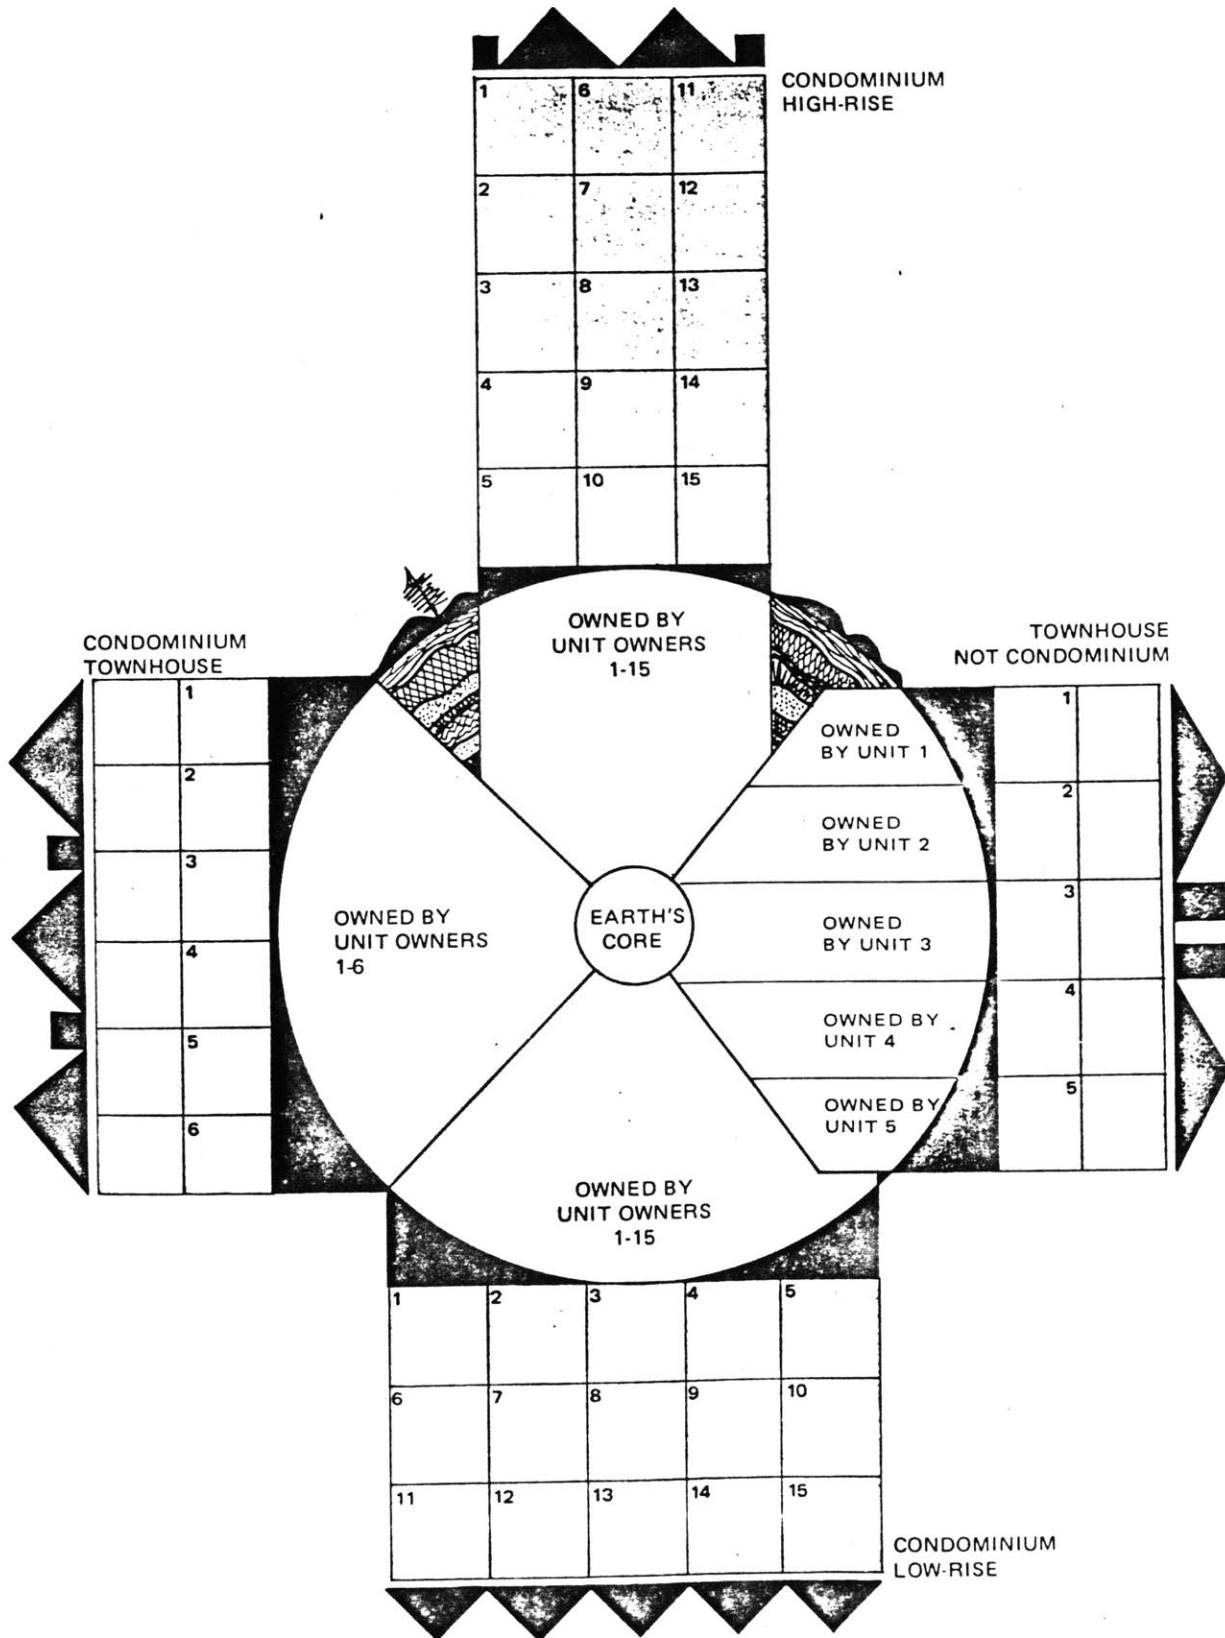 CONDOMINIUM
HIGH-RISE
1 6 11
2 7 12
3 8 13
4 9 14
5 10 15
OWNED BY
UNIT OWNERS
1-15
CONDOMINIUM
TOWNHOUSE
1
2
3
4
5
6
OWNED BY
UNIT OWNERS
1-6
EARTH'S
CORE
TOWNHOUSE
NOT CONDOMINIUM
OWNED
BY UNIT 1
OWNED
BY UNIT 2
OWNED
BY UNIT 3
OWNED BY
UNIT 4
OWNED BY
UNIT 5
1
2
3
4
5
OWNED BY
UNIT OWNERS
1-15
1 2 3 4 5
6 7 8 9 10
11 12 13 14 15
CONDOMINIUM
LOW-RISE